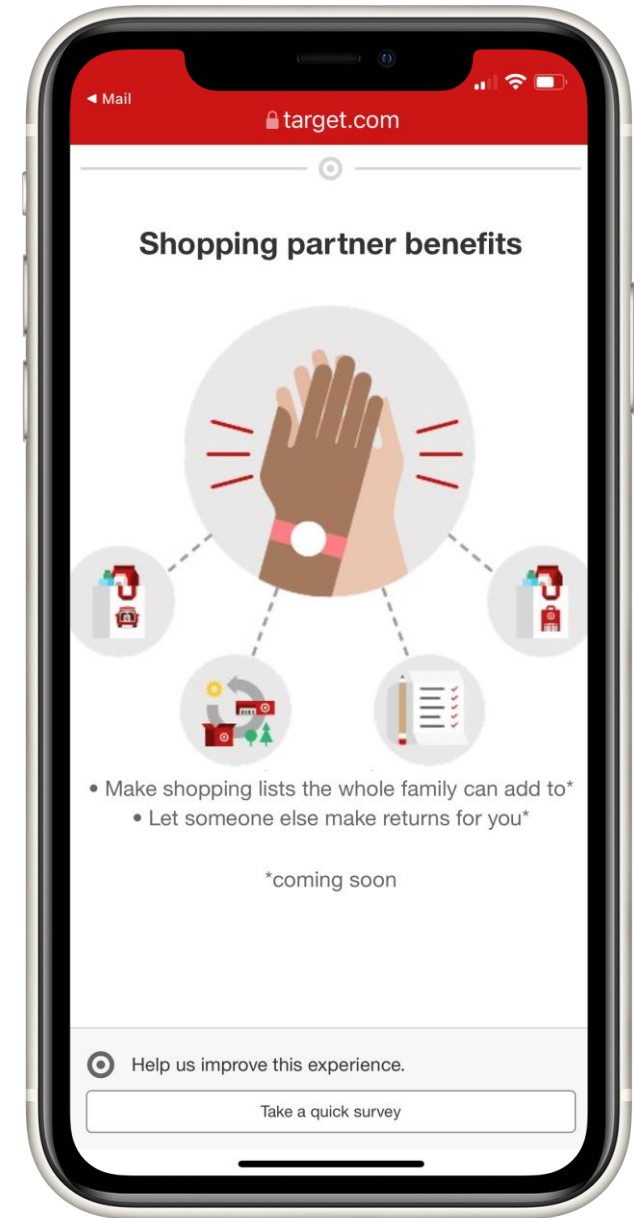 ◀ Mail
target.com
Shopping partner benefits
• Make shopping lists the whole family can add to*
• Let someone else make returns for you*
*coming soon
Help us improve this experience.
Take a quick survey